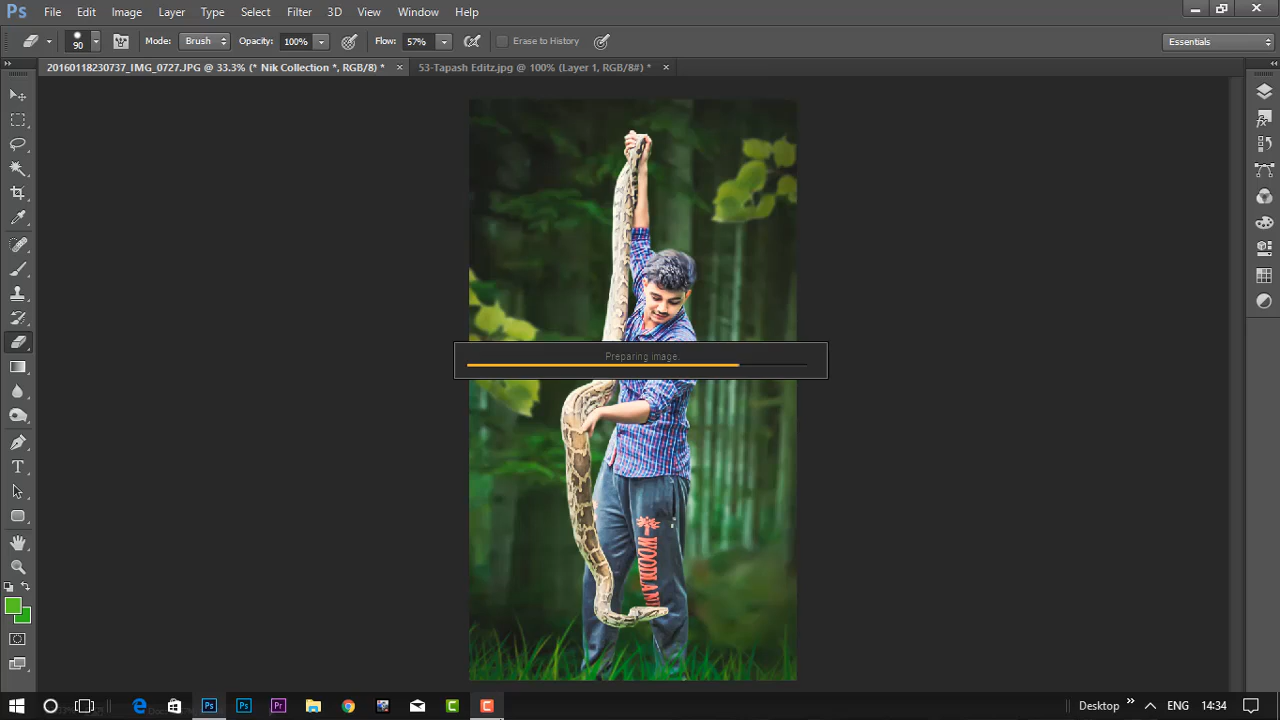 Ps File Edit Image Layer Type Select Filter 3D View Window Help
90 Mode: Brush Opacity: 100% Flow: 57% Erase to History Essentials
20160118230737_IMG_0727.JPG @ 33.3% (* Nik Collection *, RGB/8) * × 53-Tapash Editz.jpg @ 100% (Layer 1, RGB/8#) * ×
Preparing image.
WOODLAND
Desktop ENG 14:34